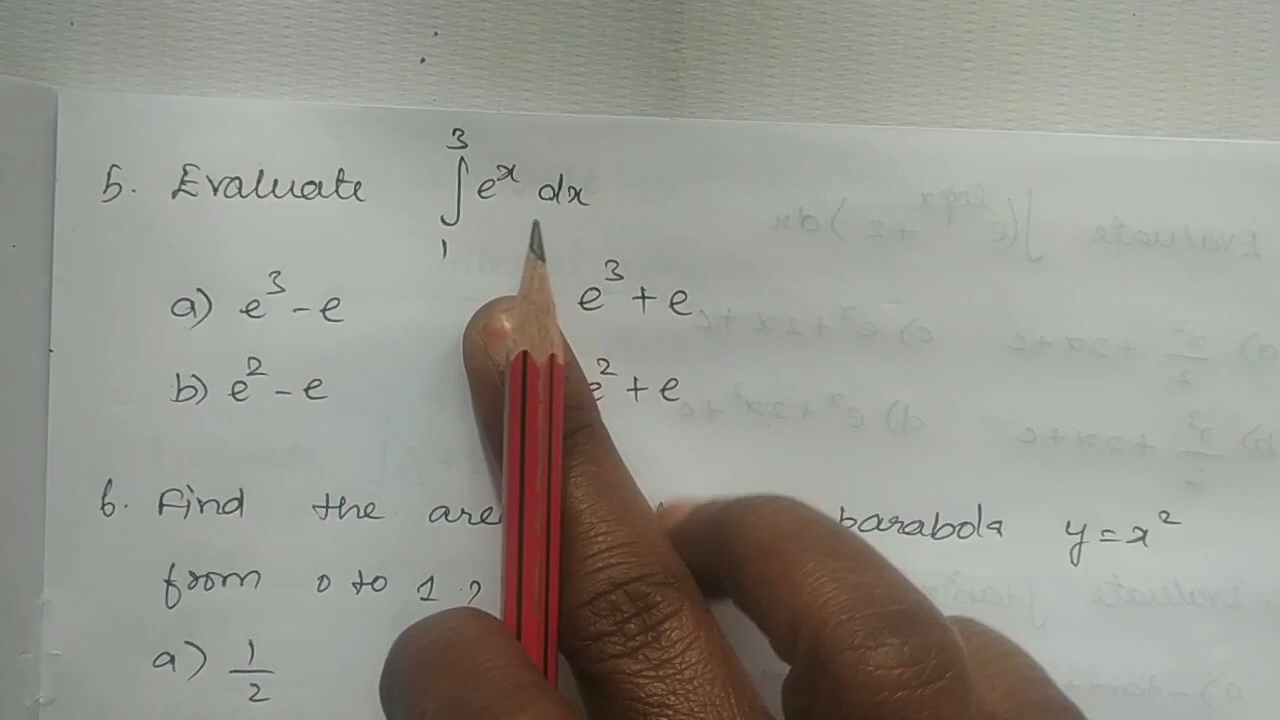 5. Evaluate ∫₁³ eˣ dx
a) e³ - e e³ + e
b) e² - e e² + e
6. Find the are parabola y = x²
from 0 to 1.
a) 1/2